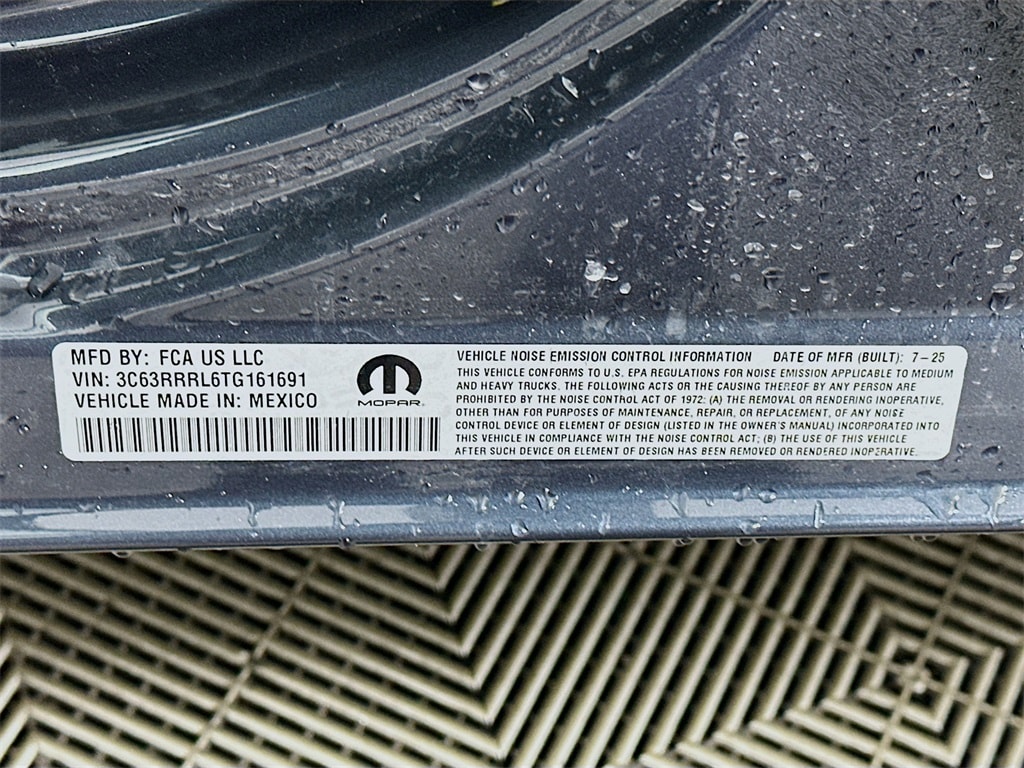 MFD BY: FCA US LLC
VIN: 3C63RRRL6TG161691
VEHICLE MADE IN: MEXICO
MOPAR
VEHICLE NOISE EMISSION CONTROL INFORMATION DATE OF MFR (BUILT): 7-25
THIS VEHICLE CONFORMS TO U.S. EPA REGULATIONS FOR NOISE EMISSION APPLICABLE TO MEDIUM
AND HEAVY TRUCKS. THE FOLLOWING ACTS OR THE CAUSING THEREOF BY ANY PERSON ARE
PROHIBITED BY THE NOISE CONTROL ACT OF 1972: (A) THE REMOVAL OR RENDERING INOPERATIVE,
OTHER THAN FOR PURPOSES OF MAINTENANCE, REPAIR, OR REPLACEMENT, OF ANY NOISE
CONTROL DEVICE OR ELEMENT OF DESIGN (LISTED IN THE OWNER'S MANUAL) INCORPORATED INTO
THIS VEHICLE IN COMPLIANCE WITH THE NOISE CONTROL ACT; (B) THE USE OF THIS VEHICLE
AFTER SUCH DEVICE OR ELEMENT OF DESIGN HAS BEEN REMOVED OR RENDERED INOPERATIVE.